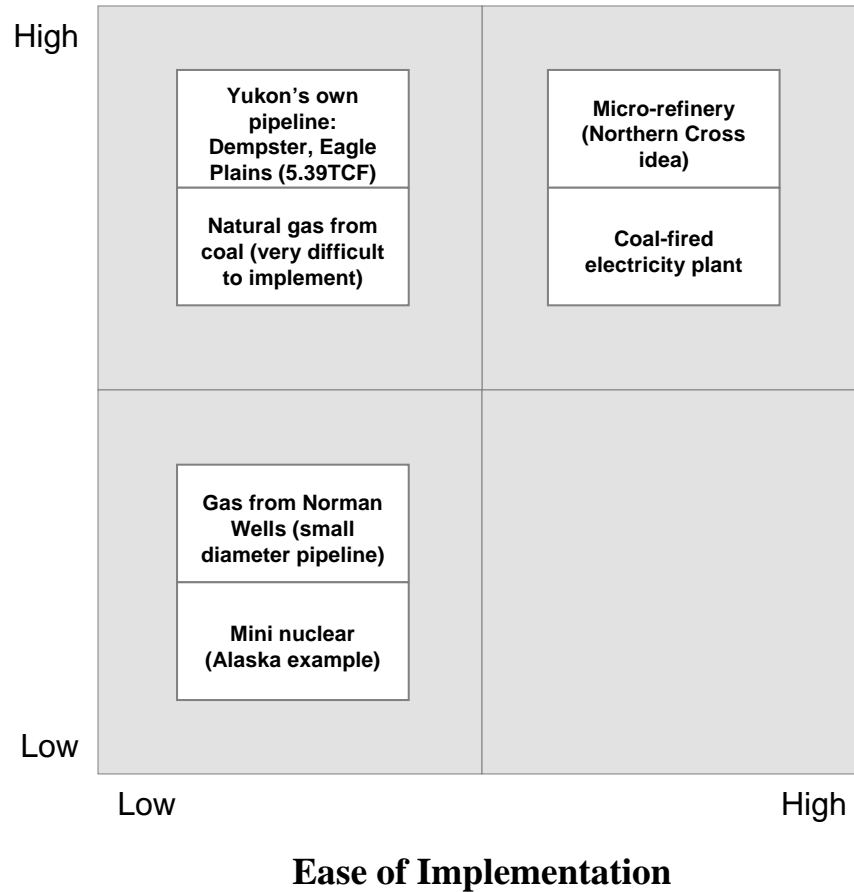 High
Yukon's own
pipeline:
Dempster, Eagle
Plains (5.39TCF)
Natural gas from
coal (very difficult
to implement)
Micro-refinery
(Northern Cross
idea)
Coal-fired
electricity plant
Gas from Norman
Wells (small
diameter pipeline)
Mini nuclear
(Alaska example)
Low
Low
High
Ease of Implementation